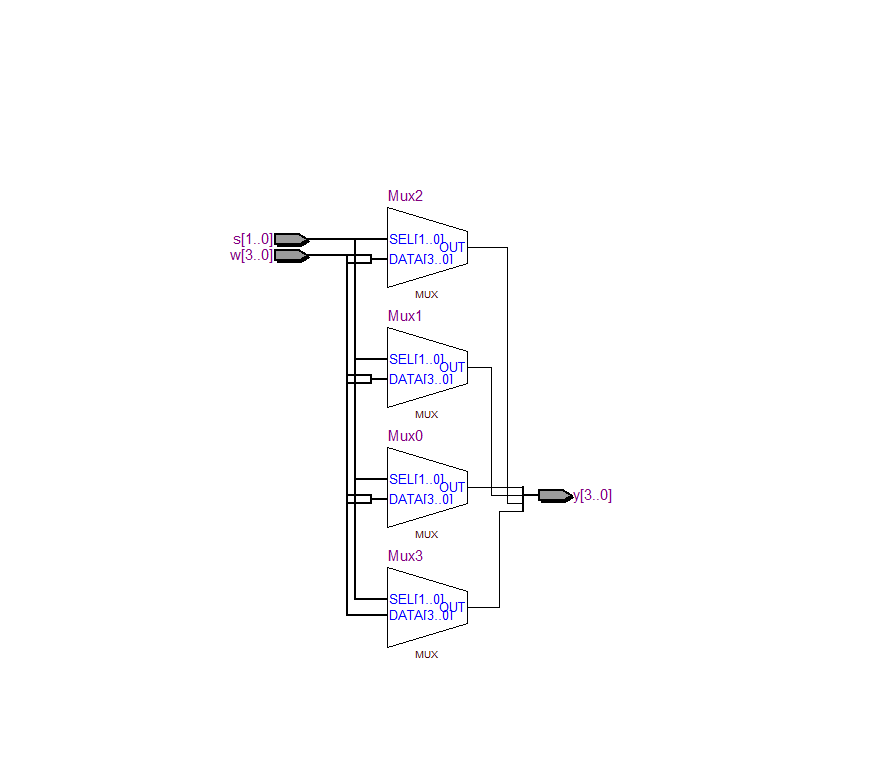 Mux2
s[1..0]
w[3..0]
SEL[1..0]
OUT
DATA[3..0]
MUX
Mux1
SEL[1..0]
OUT
DATA[3..0]
MUX
Mux0
SEL[1..0]
OUT
DATA[3..0]
MUX
y[3..0]
Mux3
SEL[1..0]
OUT
DATA[3..0]
MUX